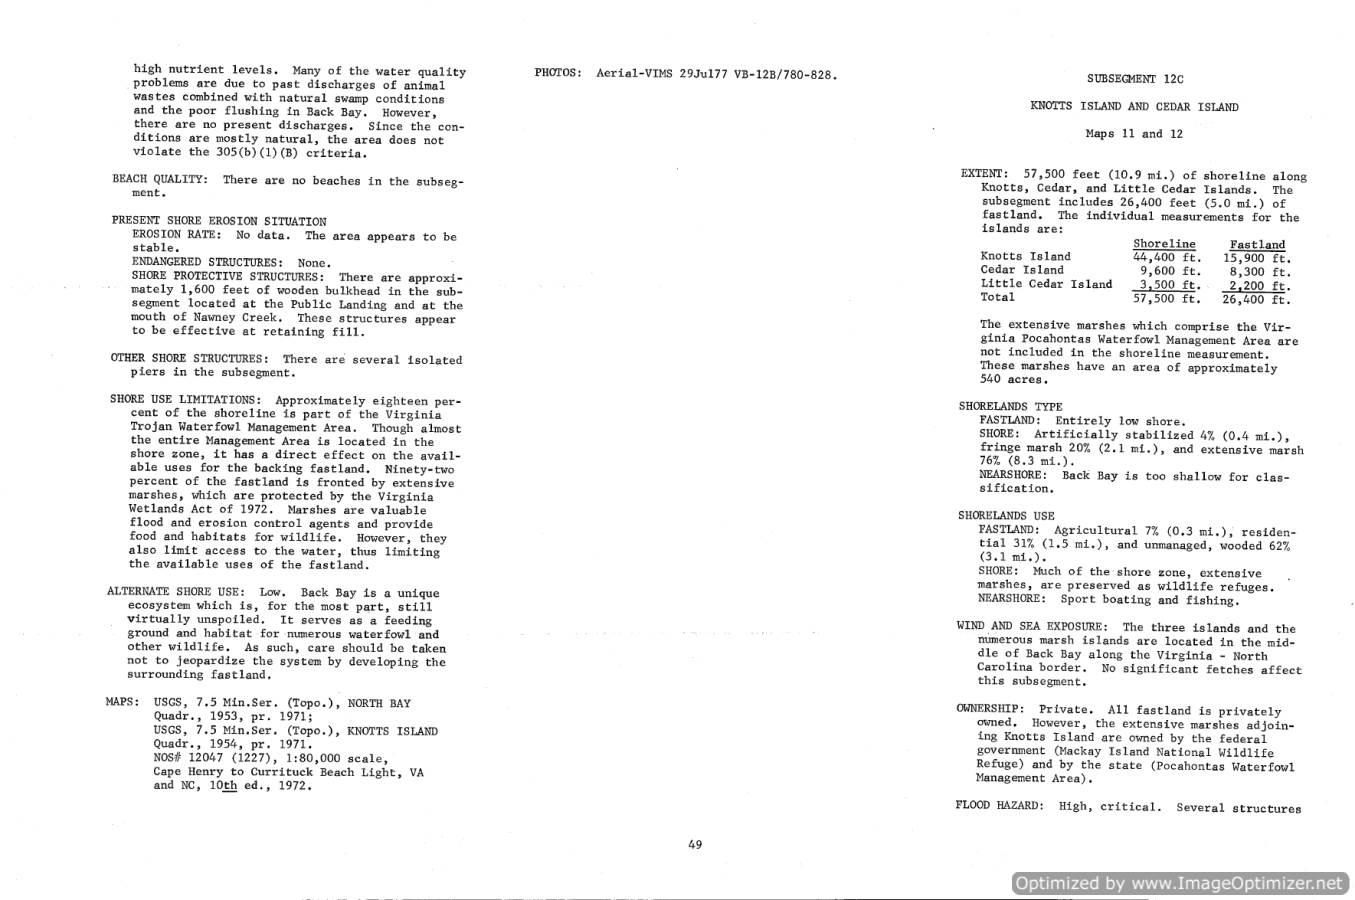 high nutrient levels.  Many of the water quality
problems are due to past discharges of animal
wastes combined with natural swamp conditions
and the poor flushing in Back Bay.  However,
there are no present discharges.  Since the con-
ditions are mostly natural, the area does not
violate the 305(b)(1)(B) criteria.
BEACH QUALITY:  There are no beaches in the subseg-
ment.
PRESENT SHORE EROSION SITUATION
EROSION RATE:  No data.  The area appears to be
stable.
ENDANGERED STRUCTURES:  None.
SHORE PROTECTIVE STRUCTURES:  There are approxi-
mately 1,600 feet of wooden bulkhead in the sub-
segment located at the Public Landing and at the
mouth of Nawney Creek.  These structures appear
to be effective at retaining fill.
OTHER SHORE STRUCTURES:  There are several isolated
piers in the subsegment.
SHORE USE LIMITATIONS:  Approximately eighteen per-
cent of the shoreline is part of the Virginia
Trojan Waterfowl Management Area.  Though almost
the entire Management Area is located in the
shore zone, it has a direct effect on the avail-
able uses for the backing fastland.  Ninety-two
percent of the fastland is fronted by extensive
marshes, which are protected by the Virginia
Wetlands Act of 1972.  Marshes are valuable
flood and erosion control agents and provide
food and habitats for wildlife.  However, they
also limit access to the water, thus limiting
the available uses of the fastland.
ALTERNATE SHORE USE:  Low.  Back Bay is a unique
ecosystem which is, for the most part, still
virtually unspoiled.  It serves as a feeding
ground and habitat for numerous waterfowl and
other wildlife.  As such, care should be taken
not to jeopardize the system by developing the
surrounding fastland.
MAPS:  USGS, 7.5 Min.Ser. (Topo.), NORTH BAY
Quadr., 1953, pr. 1971;
USGS, 7.5 Min.Ser. (Topo.), KNOTTS ISLAND
Quadr., 1954, pr. 1971.
NOS# 12047 (1227), 1:80,000 scale,
Cape Henry to Currituck Beach Light, VA
and NC, 10th ed., 1972.
PHOTOS:  Aerial-VIMS 29Jul77 VB-12B/780-828.
SUBSEGMENT 12C
KNOTTS ISLAND AND CEDAR ISLAND
Maps 11 and 12
EXTENT:  57,500 feet (10.9 mi.) of shoreline along
Knotts, Cedar, and Little Cedar Islands.  The
subsegment includes 26,400 feet (5.0 mi.) of
fastland.  The individual measurements for the
islands are:
Shoreline  Fastland
Knotts Island  44,400 ft.  15,900 ft.
Cedar Island  9,600 ft.  8,300 ft.
Little Cedar Island  3,500 ft.  2,200 ft.
Total  57,500 ft.  26,400 ft.
The extensive marshes which comprise the Vir-
ginia Pocahontas Waterfowl Management Area are
not included in the shoreline measurement.
These marshes have an area of approximately
540 acres.
SHORELANDS TYPE
FASTLAND:  Entirely low shore.
SHORE:  Artificially stabilized 4% (0.4 mi.),
fringe marsh 20% (2.1 mi.), and extensive marsh
76% (8.3 mi.).
NEARSHORE:  Back Bay is too shallow for clas-
sification.
SHORELANDS USE
FASTLAND:  Agricultural 7% (0.3 mi.), residen-
tial 31% (1.5 mi.), and unmanaged, wooded 62%
(3.1 mi.).
SHORE:  Much of the shore zone, extensive
marshes, are preserved as wildlife refuges.
NEARSHORE:  Sport boating and fishing.
WIND AND SEA EXPOSURE:  The three islands and the
numerous marsh islands are located in the mid-
dle of Back Bay along the Virginia - North
Carolina border.  No significant fetches affect
this subsegment.
OWNERSHIP:  Private.  All fastland is privately
owned.  However, the extensive marshes adjoin-
ing Knotts Island are owned by the federal
government (Mackay Island National Wildlife
Refuge) and by the state (Pocahontas Waterfowl
Management Area).
FLOOD HAZARD:  High, critical.  Several structures
49
Optimized by www.ImageOptimizer.net